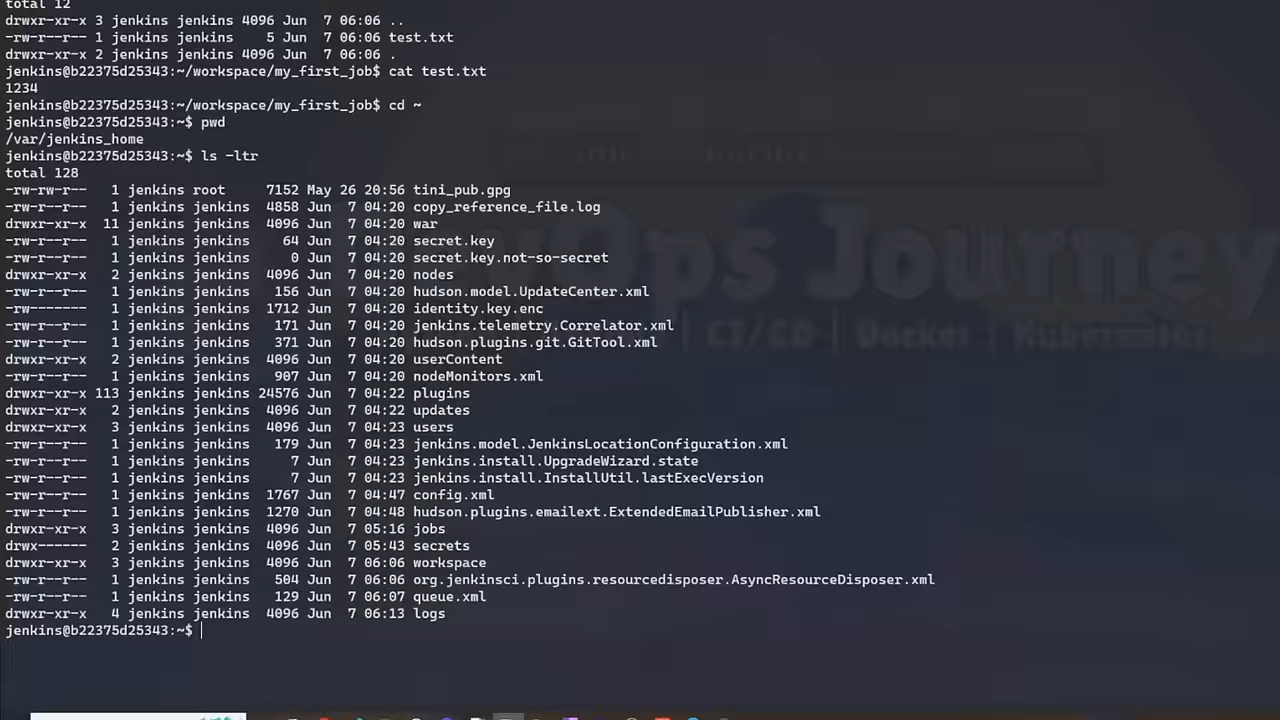 total 12
drwxr-xr-x 3 jenkins jenkins 4096 Jun  7 06:06 ..
-rw-r--r-- 1 jenkins jenkins    5 Jun  7 06:06 test.txt
drwxr-xr-x 2 jenkins jenkins 4096 Jun  7 06:06 .
jenkins@b22375d25343:~/workspace/my_first_job$ cat test.txt
1234
jenkins@b22375d25343:~/workspace/my_first_job$ cd ~
jenkins@b22375d25343:~$ pwd
/var/jenkins_home
jenkins@b22375d25343:~$ ls -ltr
total 128
-rw-rw-r--   1 jenkins root     7152 May 26 20:56 tini_pub.gpg
-rw-r--r--   1 jenkins jenkins  4858 Jun  7 04:20 copy_reference_file.log
drwxr-xr-x  11 jenkins jenkins  4096 Jun  7 04:20 war
-rw-r--r--   1 jenkins jenkins    64 Jun  7 04:20 secret.key
-rw-r--r--   1 jenkins jenkins     0 Jun  7 04:20 secret.key.not-so-secret
drwxr-xr-x   2 jenkins jenkins  4096 Jun  7 04:20 nodes
-rw-r--r--   1 jenkins jenkins   156 Jun  7 04:20 hudson.model.UpdateCenter.xml
-rw-------   1 jenkins jenkins  1712 Jun  7 04:20 identity.key.enc
-rw-r--r--   1 jenkins jenkins   171 Jun  7 04:20 jenkins.telemetry.Correlator.xml
-rw-r--r--   1 jenkins jenkins   371 Jun  7 04:20 hudson.plugins.git.GitTool.xml
drwxr-xr-x   2 jenkins jenkins  4096 Jun  7 04:20 userContent
-rw-r--r--   1 jenkins jenkins   907 Jun  7 04:20 nodeMonitors.xml
drwxr-xr-x 113 jenkins jenkins 24576 Jun  7 04:22 plugins
drwxr-xr-x   2 jenkins jenkins  4096 Jun  7 04:22 updates
drwxr-xr-x   3 jenkins jenkins  4096 Jun  7 04:23 users
-rw-r--r--   1 jenkins jenkins   179 Jun  7 04:23 jenkins.model.JenkinsLocationConfiguration.xml
-rw-r--r--   1 jenkins jenkins     7 Jun  7 04:23 jenkins.install.UpgradeWizard.state
-rw-r--r--   1 jenkins jenkins     7 Jun  7 04:23 jenkins.install.InstallUtil.lastExecVersion
-rw-r--r--   1 jenkins jenkins  1767 Jun  7 04:47 config.xml
-rw-r--r--   1 jenkins jenkins  1270 Jun  7 04:48 hudson.plugins.emailext.ExtendedEmailPublisher.xml
drwxr-xr-x   3 jenkins jenkins  4096 Jun  7 05:16 jobs
drwx------   2 jenkins jenkins  4096 Jun  7 05:43 secrets
drwxr-xr-x   3 jenkins jenkins  4096 Jun  7 06:06 workspace
-rw-r--r--   1 jenkins jenkins   504 Jun  7 06:06 org.jenkinsci.plugins.resourcedisposer.AsyncResourceDisposer.xml
-rw-r--r--   1 jenkins jenkins   129 Jun  7 06:07 queue.xml
drwxr-xr-x   4 jenkins jenkins  4096 Jun  7 06:13 logs
jenkins@b22375d25343:~$
Ops Journey
| CI/CD | Docker | Kubernetes